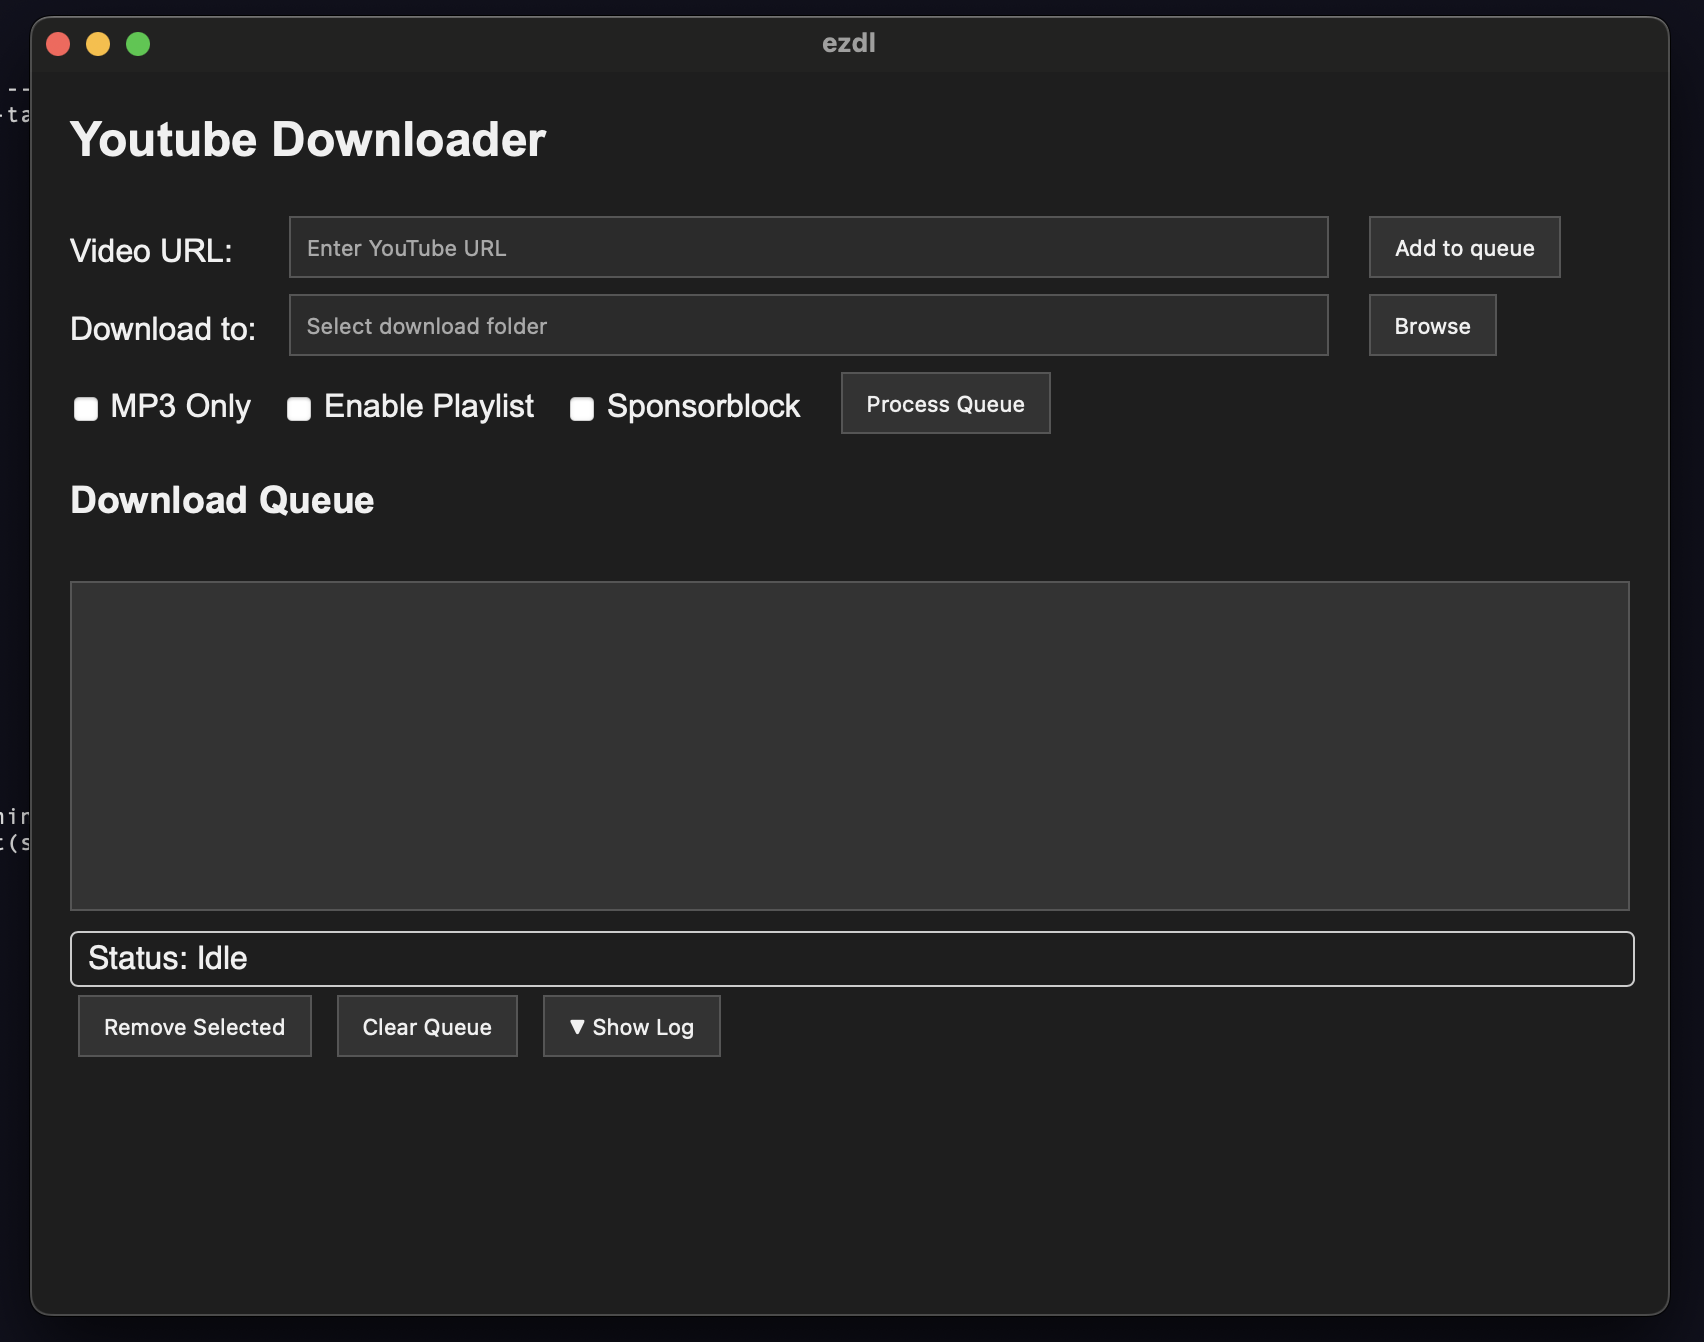 ezdl
--
-ta
Youtube Downloader
Video URL: Enter YouTube URL Add to queue
Download to: Select download folder Browse
MP3 Only Enable Playlist Sponsorblock Process Queue
Download Queue
t(s
Status: Idle
Remove Selected Clear Queue ▼ Show Log